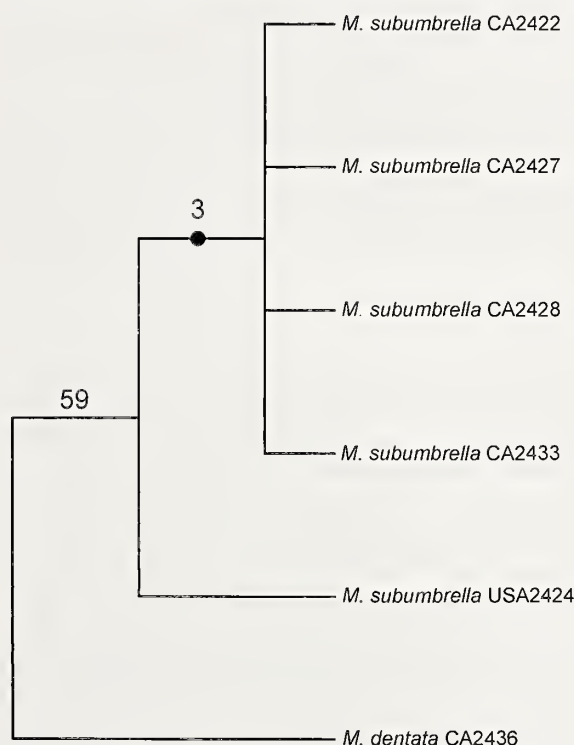 M. subumbrella CA2422
M. subumbrella CA2427
3
M. subumbrella CA2428
59
M. subumbrella CA2433
M. subumbrella USA2424
M. dentata CA2436